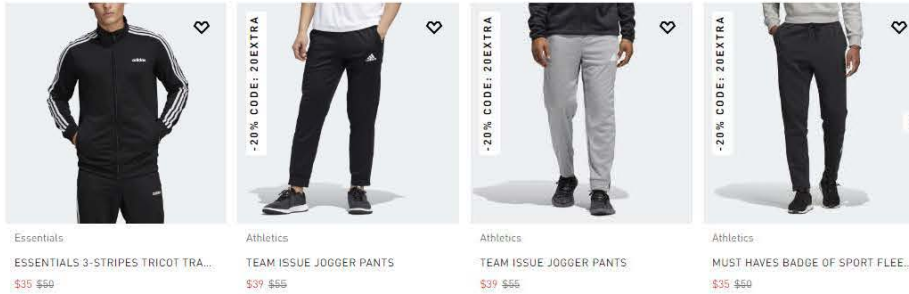 -20% CODE: 20EXTRA
-20% CODE: 20EXTRA
-20% CODE: 20EXTRA
Essentials
ESSENTIALS 3-STRIPES TRICOT TRA...
$35 $50
Athletics
TEAM ISSUE JOGGER PANTS
$39 $55
Athletics
TEAM ISSUE JOGGER PANTS
$39 $55
Athletics
MUST HAVES BADGE OF SPORT FLEE...
$35 $50